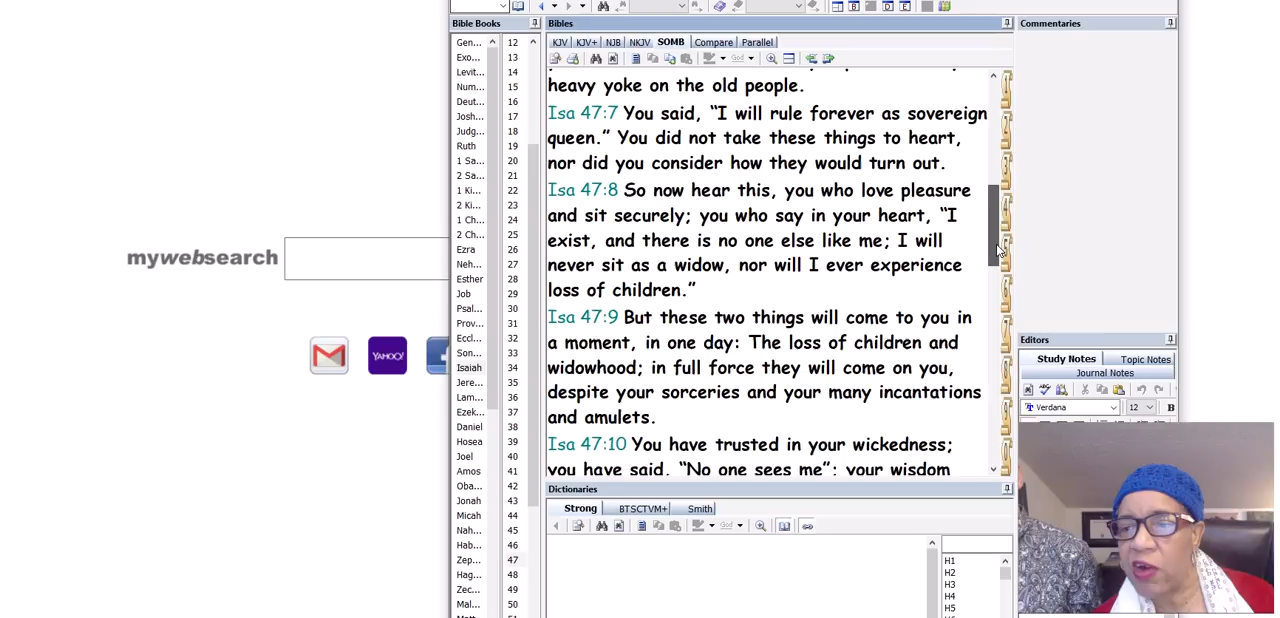 Bible Books
Bibles
Commentaries
KJV KJV+ NJB NKJV SOMB Compare Parallel
Gen...
Exo...
Levit...
Num...
Deut...
Josh...
Judg...
Ruth
1 Sa...
2 Sa...
1 Ki...
2 Ki...
1 Ch...
2 Ch...
Ezra
Neh...
Esther
Job
Psal...
Prov...
Eccl...
Son...
Isaiah
Jere...
Lam...
Ezek...
Daniel
Hosea
Joel
Amos
Oba...
Jonah
Micah
Nah...
Hab...
Zep...
Hag...
Zec...
Mal...
12
13
14
15
16
17
18
19
20
21
22
23
24
25
26
27
28
29
30
31
32
33
34
35
36
37
38
39
40
41
42
43
44
45
46
47
48
49
50
heavy yoke on the old people.
Isa 47:7 You said, “I will rule forever as sovereign
queen.” You did not take these things to heart,
nor did you consider how they would turn out.
Isa 47:8 So now hear this, you who love pleasure
and sit securely; you who say in your heart, “I
exist, and there is no one else like me; I will
never sit as a widow, nor will I ever experience
loss of children.”
Isa 47:9 But these two things will come to you in
a moment, in one day: The loss of children and
widowhood; in full force they will come on you,
despite your sorceries and your many incantations
and amulets.
Isa 47:10 You have trusted in your wickedness;
you have said, “No one sees me”; your wisdom
mywebsearch
YAHOO!
Dictionaries
Strong BTSCTVM+ Smith
H1
H2
H3
H4
H5
Editors
Study Notes Topic Notes
Journal Notes
Verdana 12 B